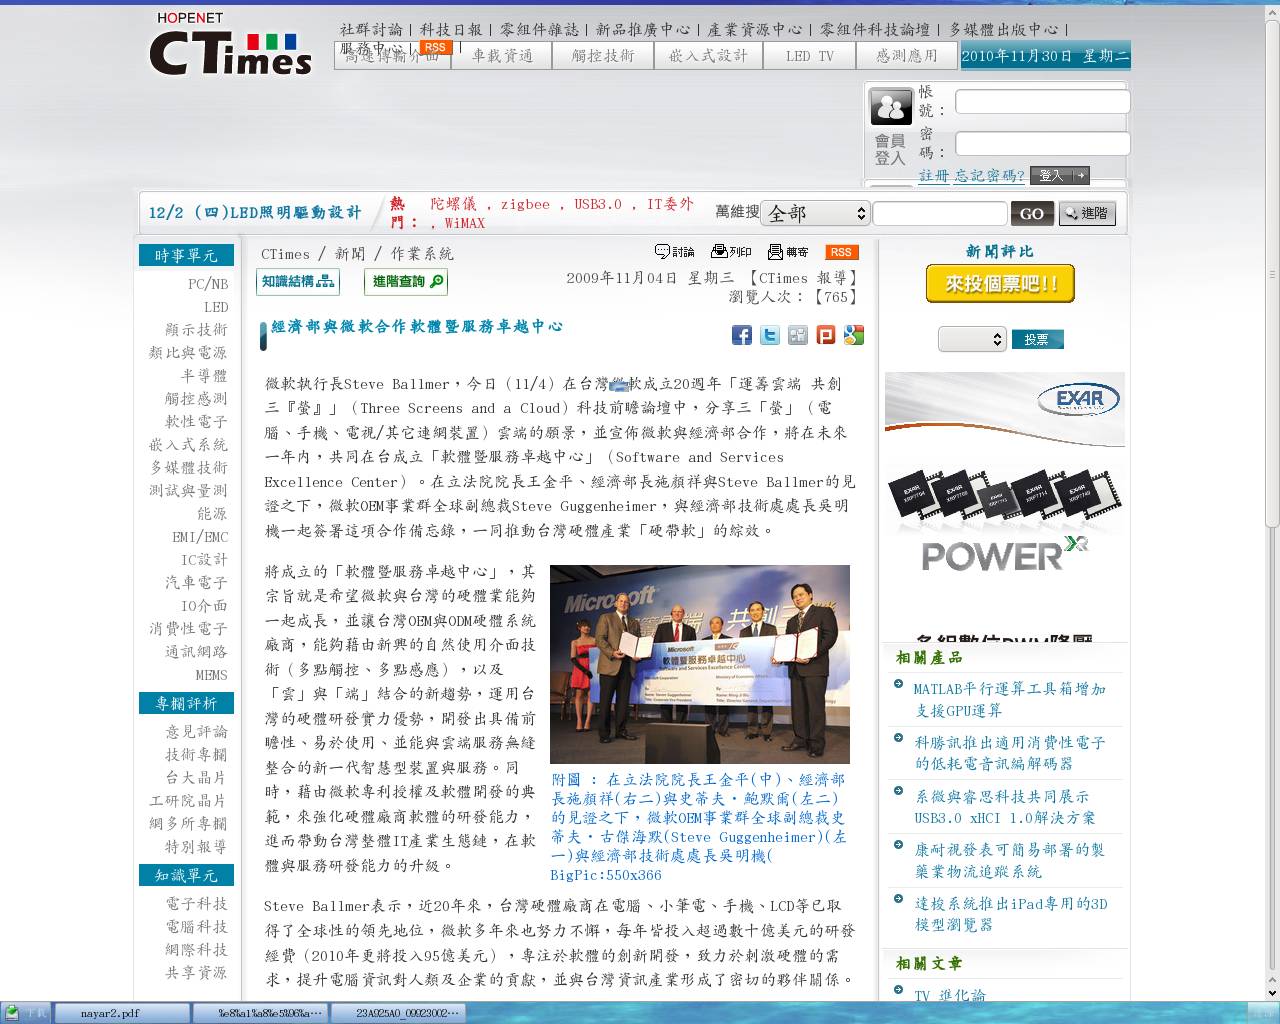 HOPENET
CTimes
社群討論 | 科技日報 | 零組件雜誌 | 新品推廣中心 | 產業資源中心 | 零組件科技論壇 | 多媒體出版中心 |
服務中心 | RSS |
高速傳輸介面 車載資通 觸控技術 嵌入式設計 LED TV 感測應用 2010年11月30日 星期二
帳號：
密碼：
會員登入
註冊 忘記密碼? 登入
12/2 (四)LED照明驅動設計
熱門： 陀螺儀 , zigbee , USB3.0 , IT委外 , WiMAX
萬維搜 全部 GO 進階
時事單元
PC/NB
LED
顯示技術
類比與電源
半導體
觸控感測
軟性電子
嵌入式系統
多媒體技術
測試與量測
能源
EMI/EMC
IC設計
汽車電子
IO介面
消費性電子
通訊網路
MEMS
專欄評析
意見評論
技術專欄
台大晶片
工研院晶片
網多所專欄
特別報導
知識單元
電子科技
電腦科技
網際科技
共享資源
CTimes / 新聞 / 作業系統
討論 列印 轉寄 RSS
知識結構 進階查詢
2009年11月04日 星期三 【CTimes 報導】
瀏覽人次：【765】
經濟部與微軟合作軟體暨服務卓越中心
微軟執行長Steve Ballmer，今日（11/4）在台灣微軟成立20週年「運籌雲端 共創
三『螢』」（Three Screens and a Cloud）科技前瞻論壇中，分享三「螢」（電
腦、手機、電視/其它連網裝置）雲端的願景，並宣佈微軟與經濟部合作，將在未來
一年內，共同在台成立「軟體暨服務卓越中心」（Software and Services
Excellence Center）。在立法院院長王金平、經濟部長施顏祥與Steve Ballmer的見
證之下，微軟OEM事業群全球副總裁Steve Guggenheimer，與經濟部技術處處長吳明
機一起簽署這項合作備忘錄，一同推動台灣硬體產業「硬帶軟」的綜效。
將成立的「軟體暨服務卓越中心」，其
宗旨就是希望微軟與台灣的硬體業能夠
一起成長，並讓台灣OEM與ODM硬體系統
廠商，能夠藉由新興的自然使用介面技
術（多點觸控、多點感應），以及
「雲」與「端」結合的新趨勢，運用台
灣的硬體研發實力優勢，開發出具備前
瞻性、易於使用、並能與雲端服務無縫
整合的新一代智慧型裝置與服務。同
時，藉由微軟專利授權及軟體開發的典
範，來強化硬體廠商軟體的研發能力，
進而帶動台灣整體IT產業生態鏈，在軟
體與服務研發能力的升級。
Microsoft
共創三
Microsoft
軟體暨服務卓越中心
Software and Services Excellence Center
附圖 : 在立法院院長王金平(中)、經濟部
長施顏祥(右二)與史蒂夫‧鮑默爾(左二)
的見證之下，微軟OEM事業群全球副總裁史
蒂夫‧古傑海默(Steve Guggenheimer)(左
一)與經濟部技術處處長吳明機(
BigPic:550x366
Steve Ballmer表示，近20年來，台灣硬體廠商在電腦、小筆電、手機、LCD等已取
得了全球性的領先地位，微軟多年來也努力不懈，每年皆投入超過數十億美元的研發
經費（2010年更將投入95億美元），專注於軟體的創新開發，致力於刺激硬體的需
求，提升電腦資訊對人類及企業的貢獻，並與台灣資訊產業形成了密切的夥伴關係。
新聞評比
來投個票吧!!
投票
EXAR
POWER XR
多組數位PWM降壓
相關產品
MATLAB平行運算工具箱增加
支援GPU運算
科勝訊推出適用消費性電子
的低耗電音訊編解碼器
系微與睿思科技共同展示
USB3.0 xHCI 1.0解決方案
康耐視發表可簡易部署的製
藥業物流追蹤系統
達梭系統推出iPad專用的3D
模型瀏覽器
相關文章
TV 進化論
下載 nayar2.pdf %e8%a1%a8%e5%96%a… 23A925A0_09923002…